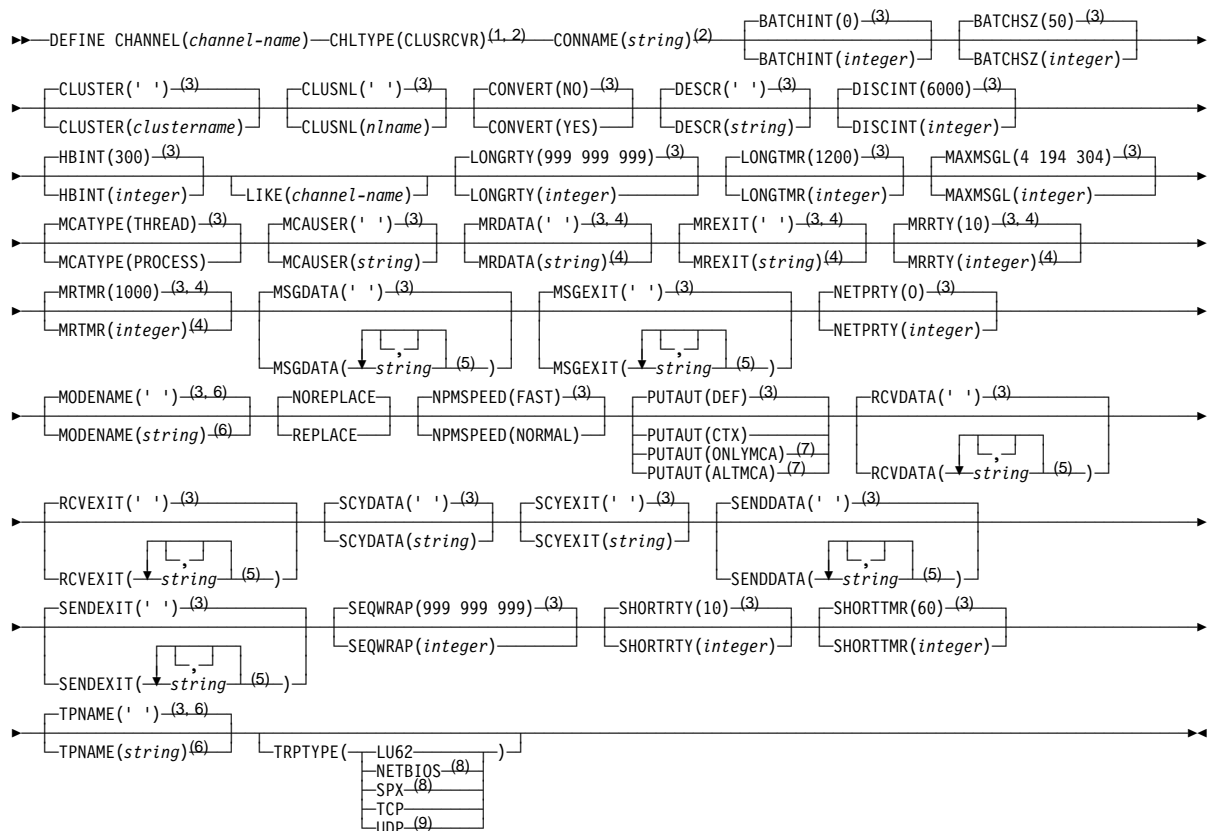 DEFINE CHANNEL(channel-name) CHLTYPE(CLUSRCVR) (1, 2) CONNAME(string) (2) BATCHINT(0) (3) BATCHSZ(50) (3)
BATCHINT(integer) BATCHSZ(integer)
CLUSTER(' ') (3) CLUSNL(' ') (3) CONVERT(NO) (3) DESCR(' ') (3) DISCINT(6000) (3)
CLUSTER(clustername) CLUSNL(nlname) CONVERT(YES) DESCR(string) DISCINT(integer)
HBINT(300) (3) LONGRTY(999 999 999) (3) LONGTMR(1200) (3) MAXMSGL(4 194 304) (3)
HBINT(integer) LIKE(channel-name) LONGRTY(integer) LONGTMR(integer) MAXMSGL(integer)
MCATYPE(THREAD) (3) MCAUSER(' ') (3) MRDATA(' ') (3, 4) MREXIT(' ') (3, 4) MRRTY(10) (3, 4)
MCATYPE(PROCESS) MCAUSER(string) MRDATA(string) (4) MREXIT(string) (4) MRRTY(integer) (4)
MRTMR(1000) (3, 4) MSGDATA(' ') (3) MSGEXIT(' ') (3) NETPRTY(0) (3)
MRTMR(integer) (4) NETPRTY(integer)
, ,
MSGDATA( string (5) ) MSGEXIT( string (5) )
MODENAME(' ') (3, 6) NOREPLACE NPMSPEED(FAST) (3) PUTAUT(DEF) (3) RCVDATA(' ') (3)
MODENAME(string) (6) REPLACE NPMSPEED(NORMAL) PUTAUT(CTX)
PUTAUT(ONLYMCA) (7) ,
PUTAUT(ALTMCA) (7) RCVDATA( string (5) )
RCVEXIT(' ') (3) SCYDATA(' ') (3) SCYEXIT(' ') (3) SENDDATA(' ') (3)
SCYDATA(string) SCYEXIT(string)
, ,
RCVEXIT( string (5) ) SENDDATA( string (5) )
SENDEXIT(' ') (3) SEQWRAP(999 999 999) (3) SHORTRTY(10) (3) SHORTTMR(60) (3)
SEQWRAP(integer) SHORTRTY(integer) SHORTTMR(integer)
,
SENDEXIT( string (5) )
TPNAME(' ') (3, 6)
TPNAME(string) (6) TRPTYPE( LU62 )
NETBIOS (8)
SPX (8)
TCP
UDP (9)